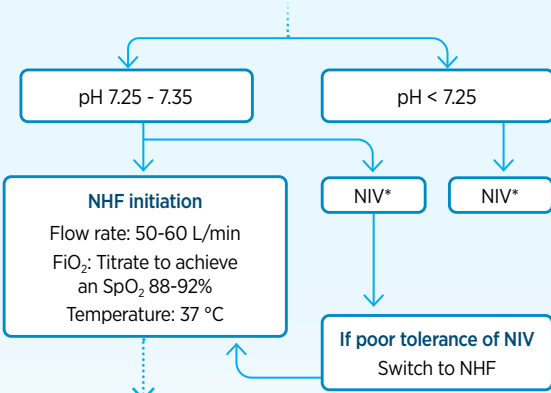 pH 7.25 - 7.35
pH < 7.25
NHF initiation
Flow rate: 50-60 L/min
FiO₂: Titrate to achieve
an SpO₂ 88-92%
Temperature: 37 °C
NIV*
NIV*
If poor tolerance of NIV
Switch to NHF